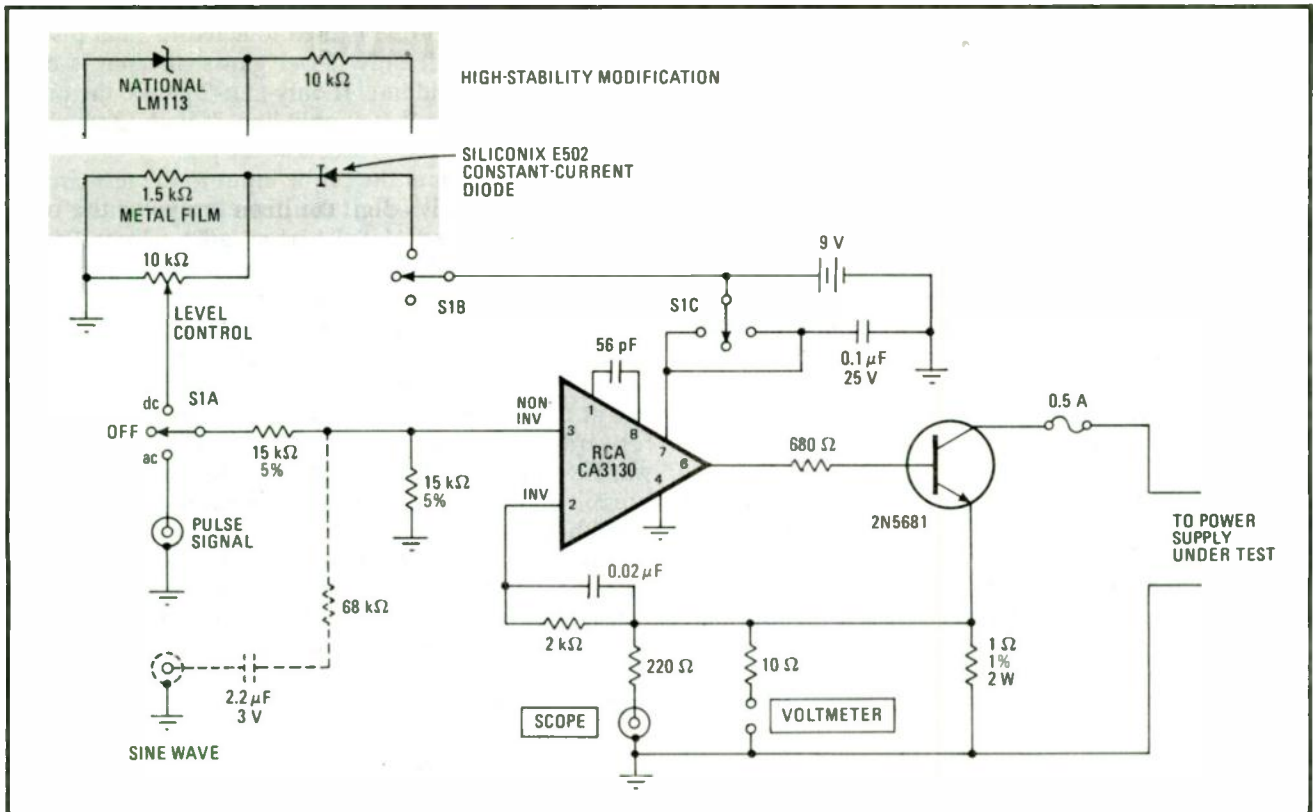 NATIONAL
LM113
10 kΩ
HIGH-STABILITY MODIFICATION
1.5 kΩ
METAL FILM
SILICONIX E502
CONSTANT-CURRENT
DIODE
10 kΩ
LEVEL
CONTROL
S1B
9 V
S1C
0.1 μF
25 V
dc
S1A
OFF
ac
15 kΩ
5%
15 kΩ
5%
PULSE
SIGNAL
68 kΩ
2.2 μF
3 V
SINE WAVE
56 pF
NON-
INV
INV
1
8
3
7
2
6
4
RCA
CA3130
680 Ω
2N5681
0.5 A
TO POWER
SUPPLY
UNDER TEST
0.02 μF
2 kΩ
220 Ω
10 Ω
1 Ω
1%
2 W
SCOPE
VOLTMETER